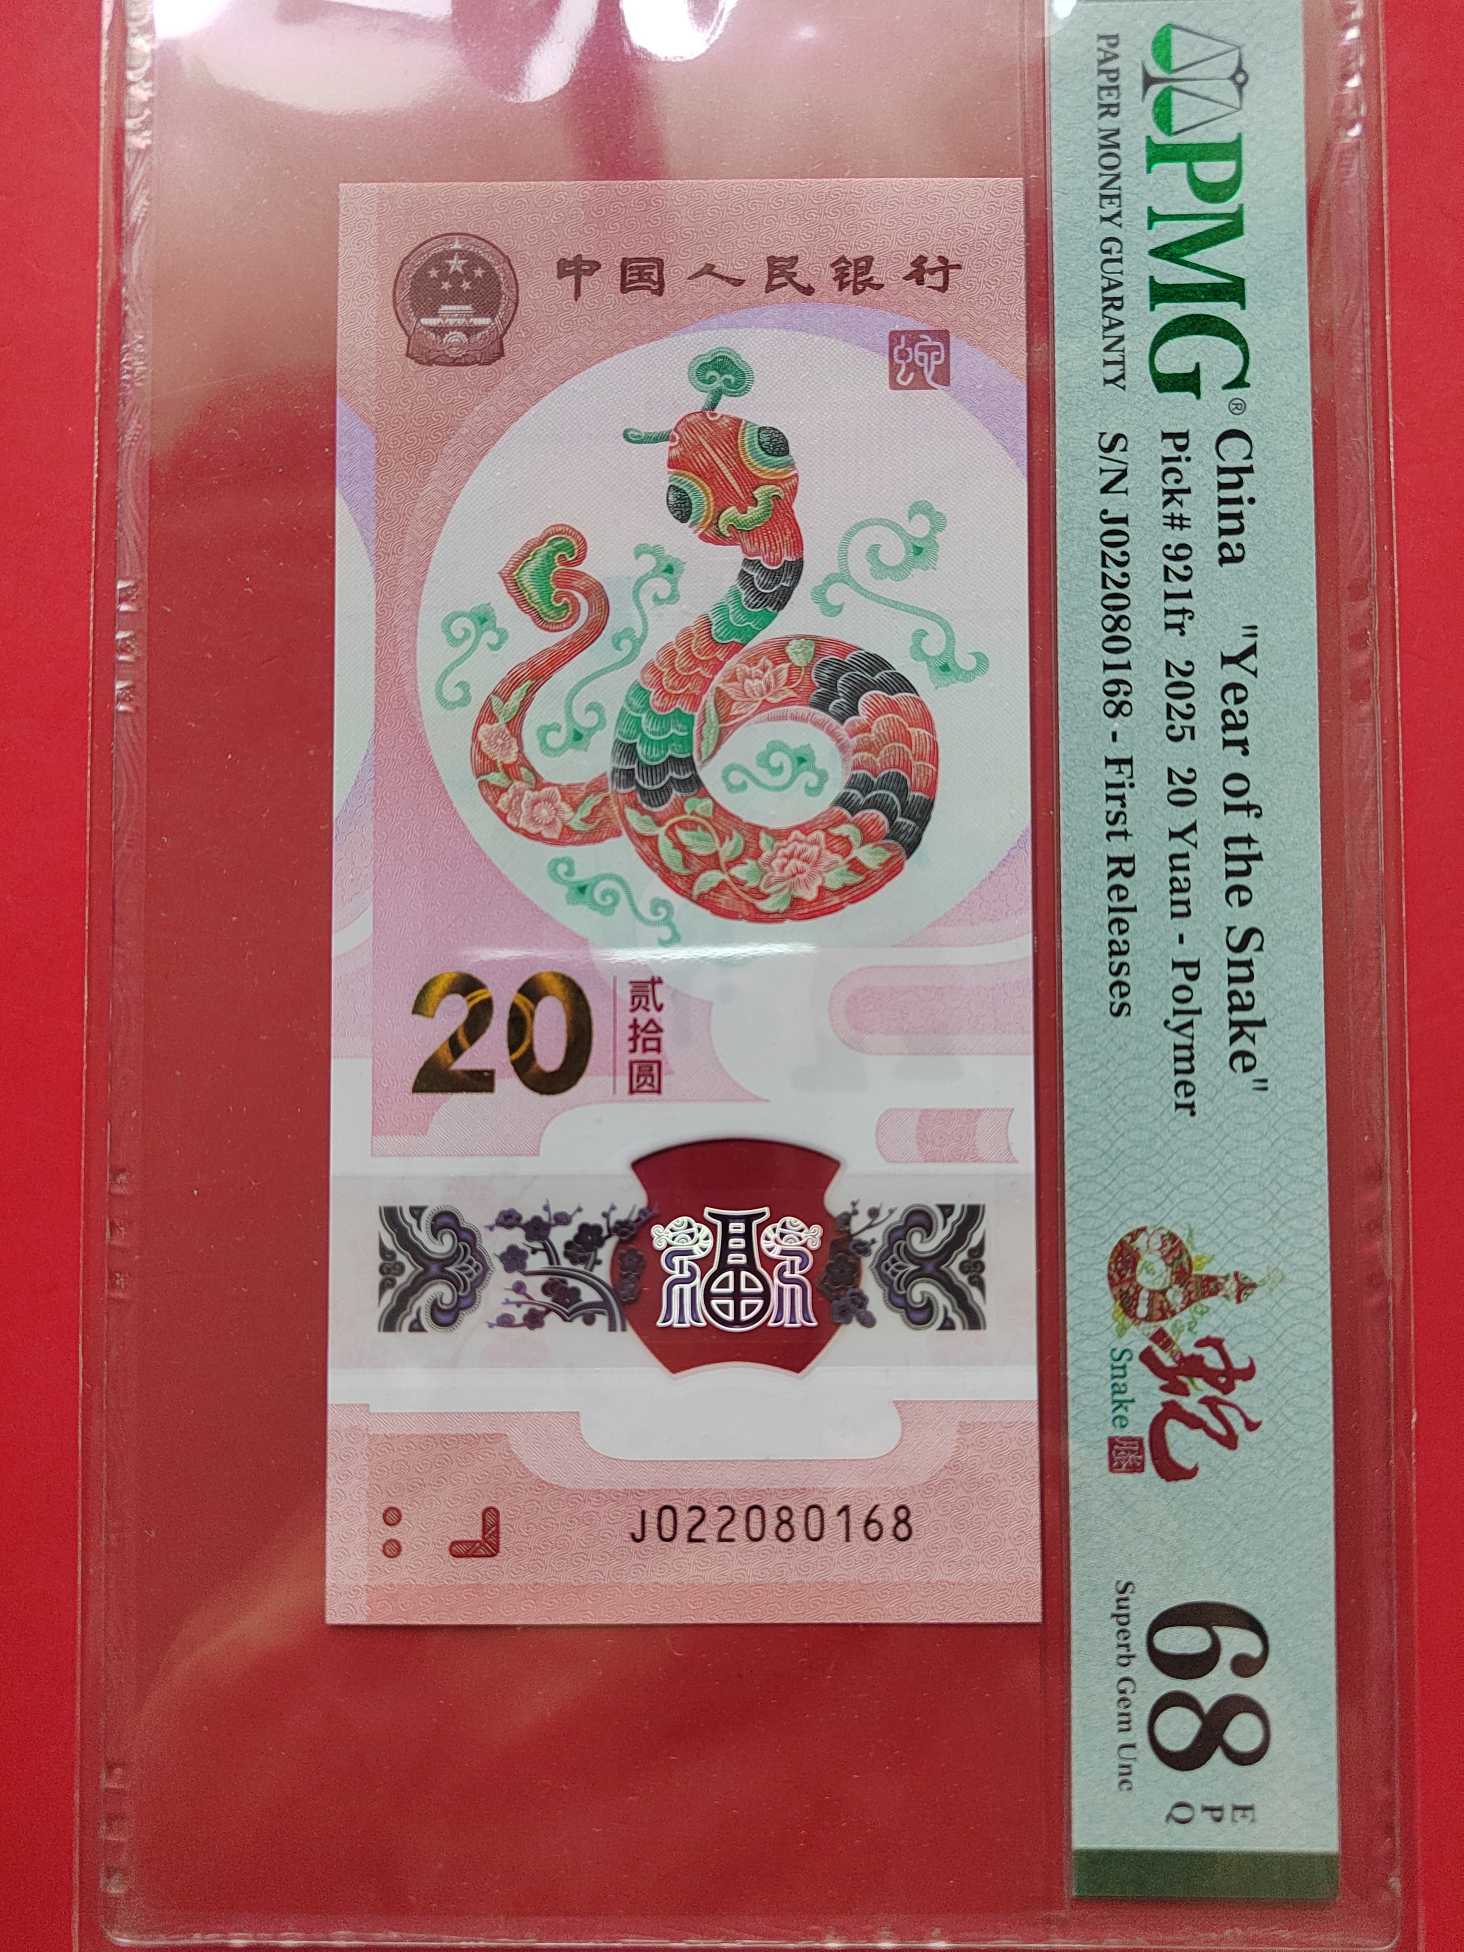 中国人民银行
蛇
20
贰拾圆
J022080168
PMG®
PAPER MONEY GUARANTY
China "Year of the Snake"
Pick# 921fr 2025 20 Yuan - Polymer
S/N J022080168 - First Releases
蛇
Snake
68
EPQ
Superb Gem Unc